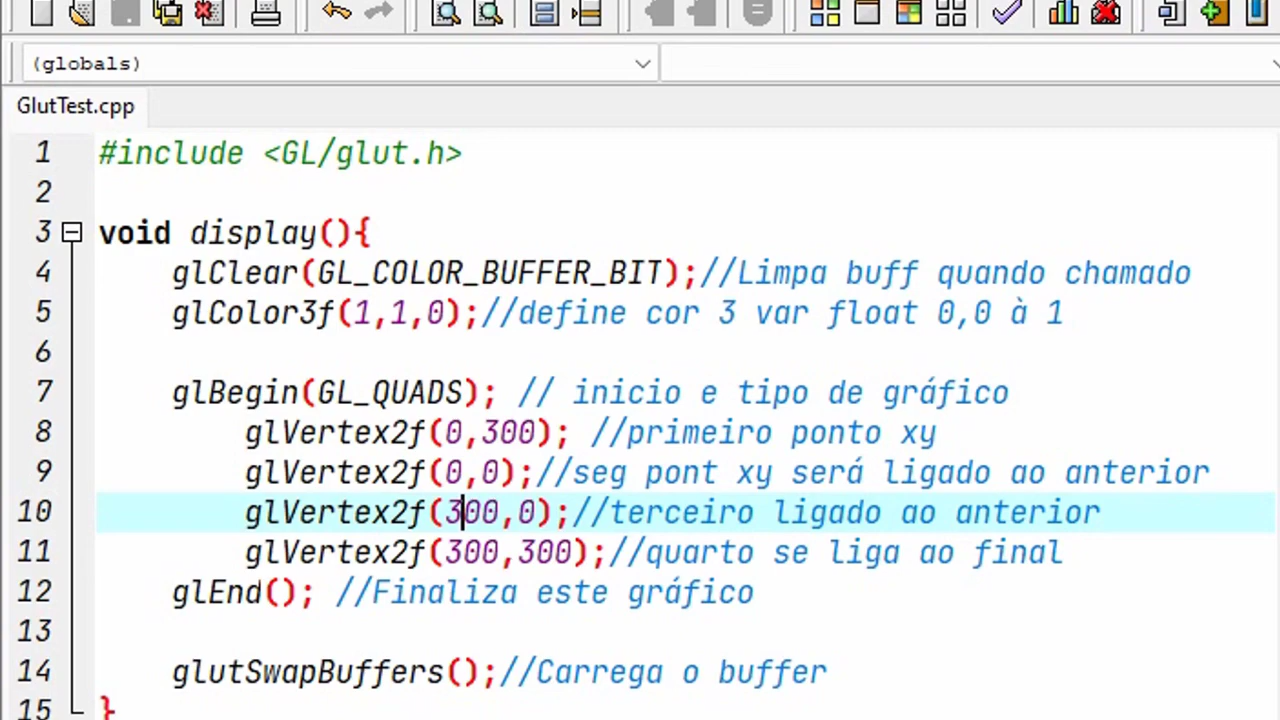 (globals)
GlutTest.cpp
1 #include <GL/glut.h>
2
3 void display(){
4 glClear(GL_COLOR_BUFFER_BIT);//Limpa buff quando chamado
5 glColor3f(1,1,0);//define cor 3 var float 0,0 à 1
6
7 glBegin(GL_QUADS); // inicio e tipo de gráfico
8 glVertex2f(0,300); //primeiro ponto xy
9 glVertex2f(0,0);//seg pont xy será ligado ao anterior
10 glVertex2f(300,0);//terceiro ligado ao anterior
11 glVertex2f(300,300);//quarto se liga ao final
12 glEnd(); //Finaliza este gráfico
13
14 glutSwapBuffers();//Carrega o buffer
15 }